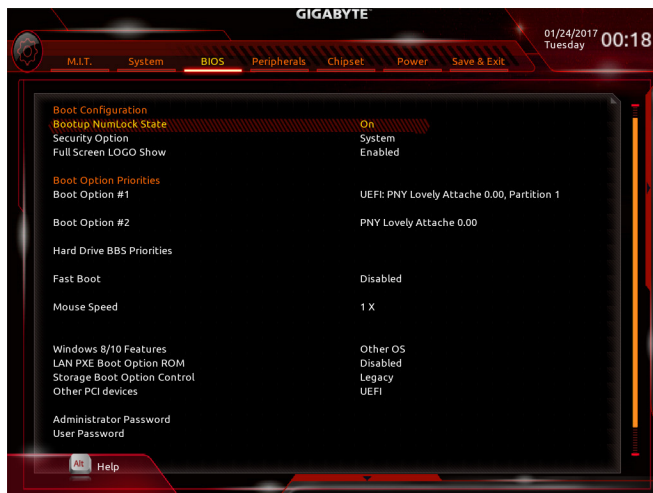 GIGABYTE
01/24/2017
Tuesday
00:18
M.I.T. System BIOS Peripherals Chipset Power Save & Exit
Boot Configuration
Bootup NumLock State On
Security Option System
Full Screen LOGO Show Enabled
Boot Option Priorities
Boot Option #1 UEFI: PNY Lovely Attache 0.00, Partition 1
Boot Option #2 PNY Lovely Attache 0.00
Hard Drive BBS Priorities
Fast Boot Disabled
Mouse Speed 1 X
Windows 8/10 Features Other OS
LAN PXE Boot Option ROM Disabled
Storage Boot Option Control Legacy
Other PCI devices UEFI
Administrator Password
User Password
Alt Help